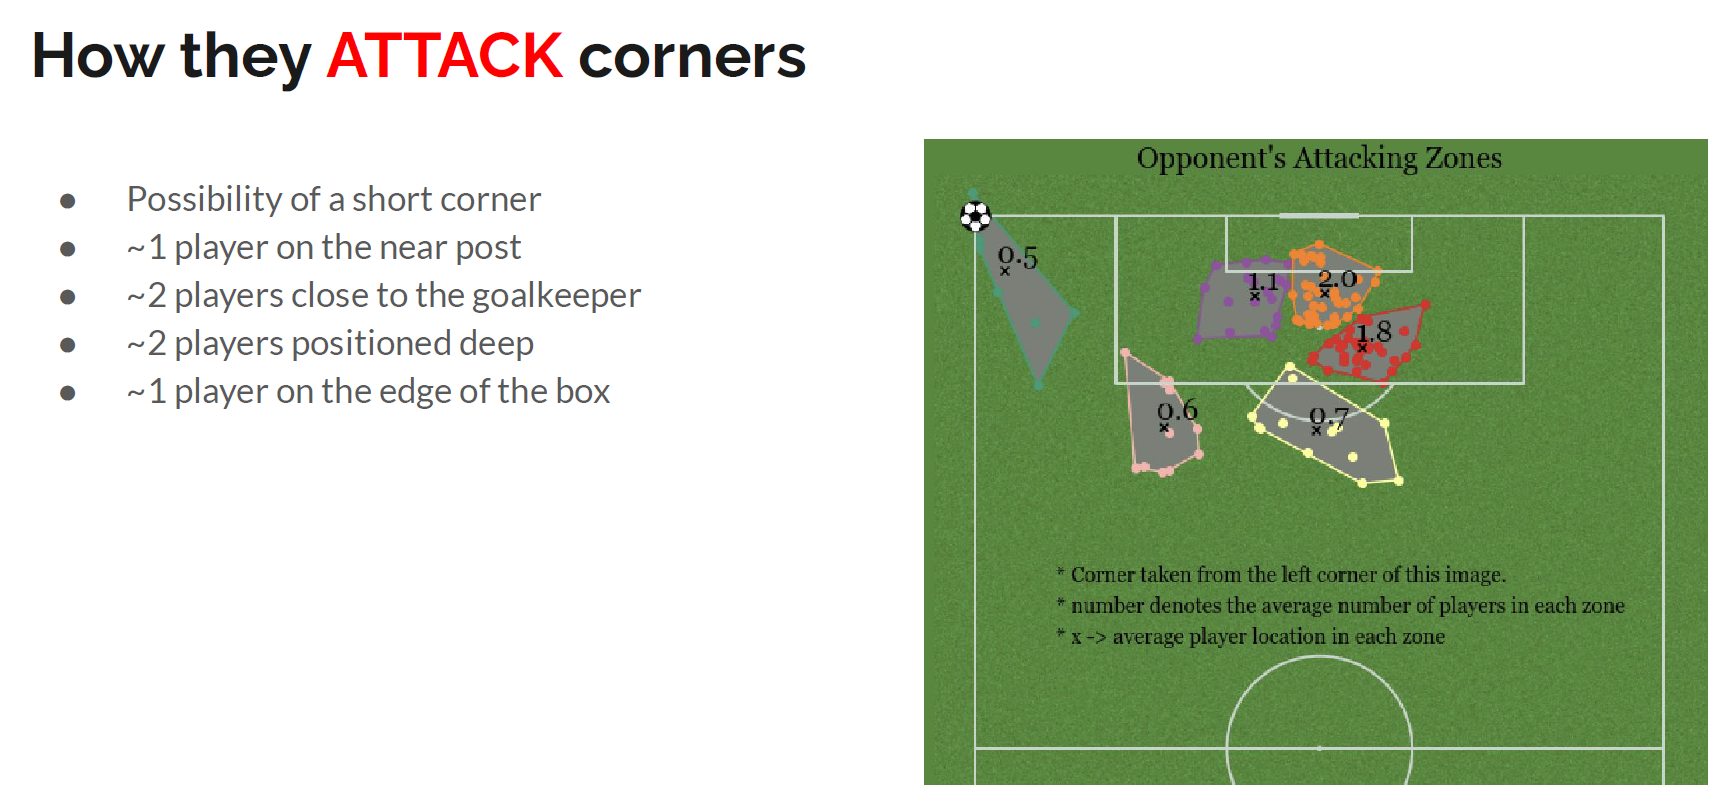 How they ATTACK corners
● Possibility of a short corner
● ~1 player on the near post
● ~2 players close to the goalkeeper
● ~2 players positioned deep
● ~1 player on the edge of the box
Opponent's Attacking Zones
0.5
1.1
2.0
1.8
0.6
0.7
* Corner taken from the left corner of this image.
* number denotes the average number of players in each zone
* x -> average player location in each zone